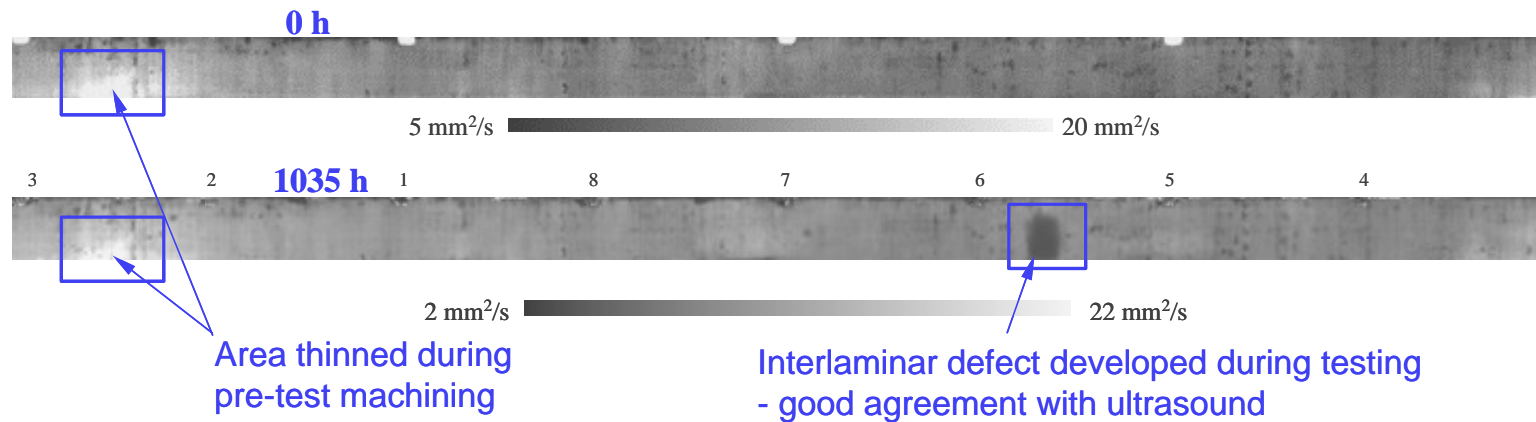 0 h
5 mm²/s 20 mm²/s
3 2 1035 h 1 8 7 6 5 4
2 mm²/s 22 mm²/s
Area thinned during
pre-test machining
Interlaminar defect developed during testing
- good agreement with ultrasound